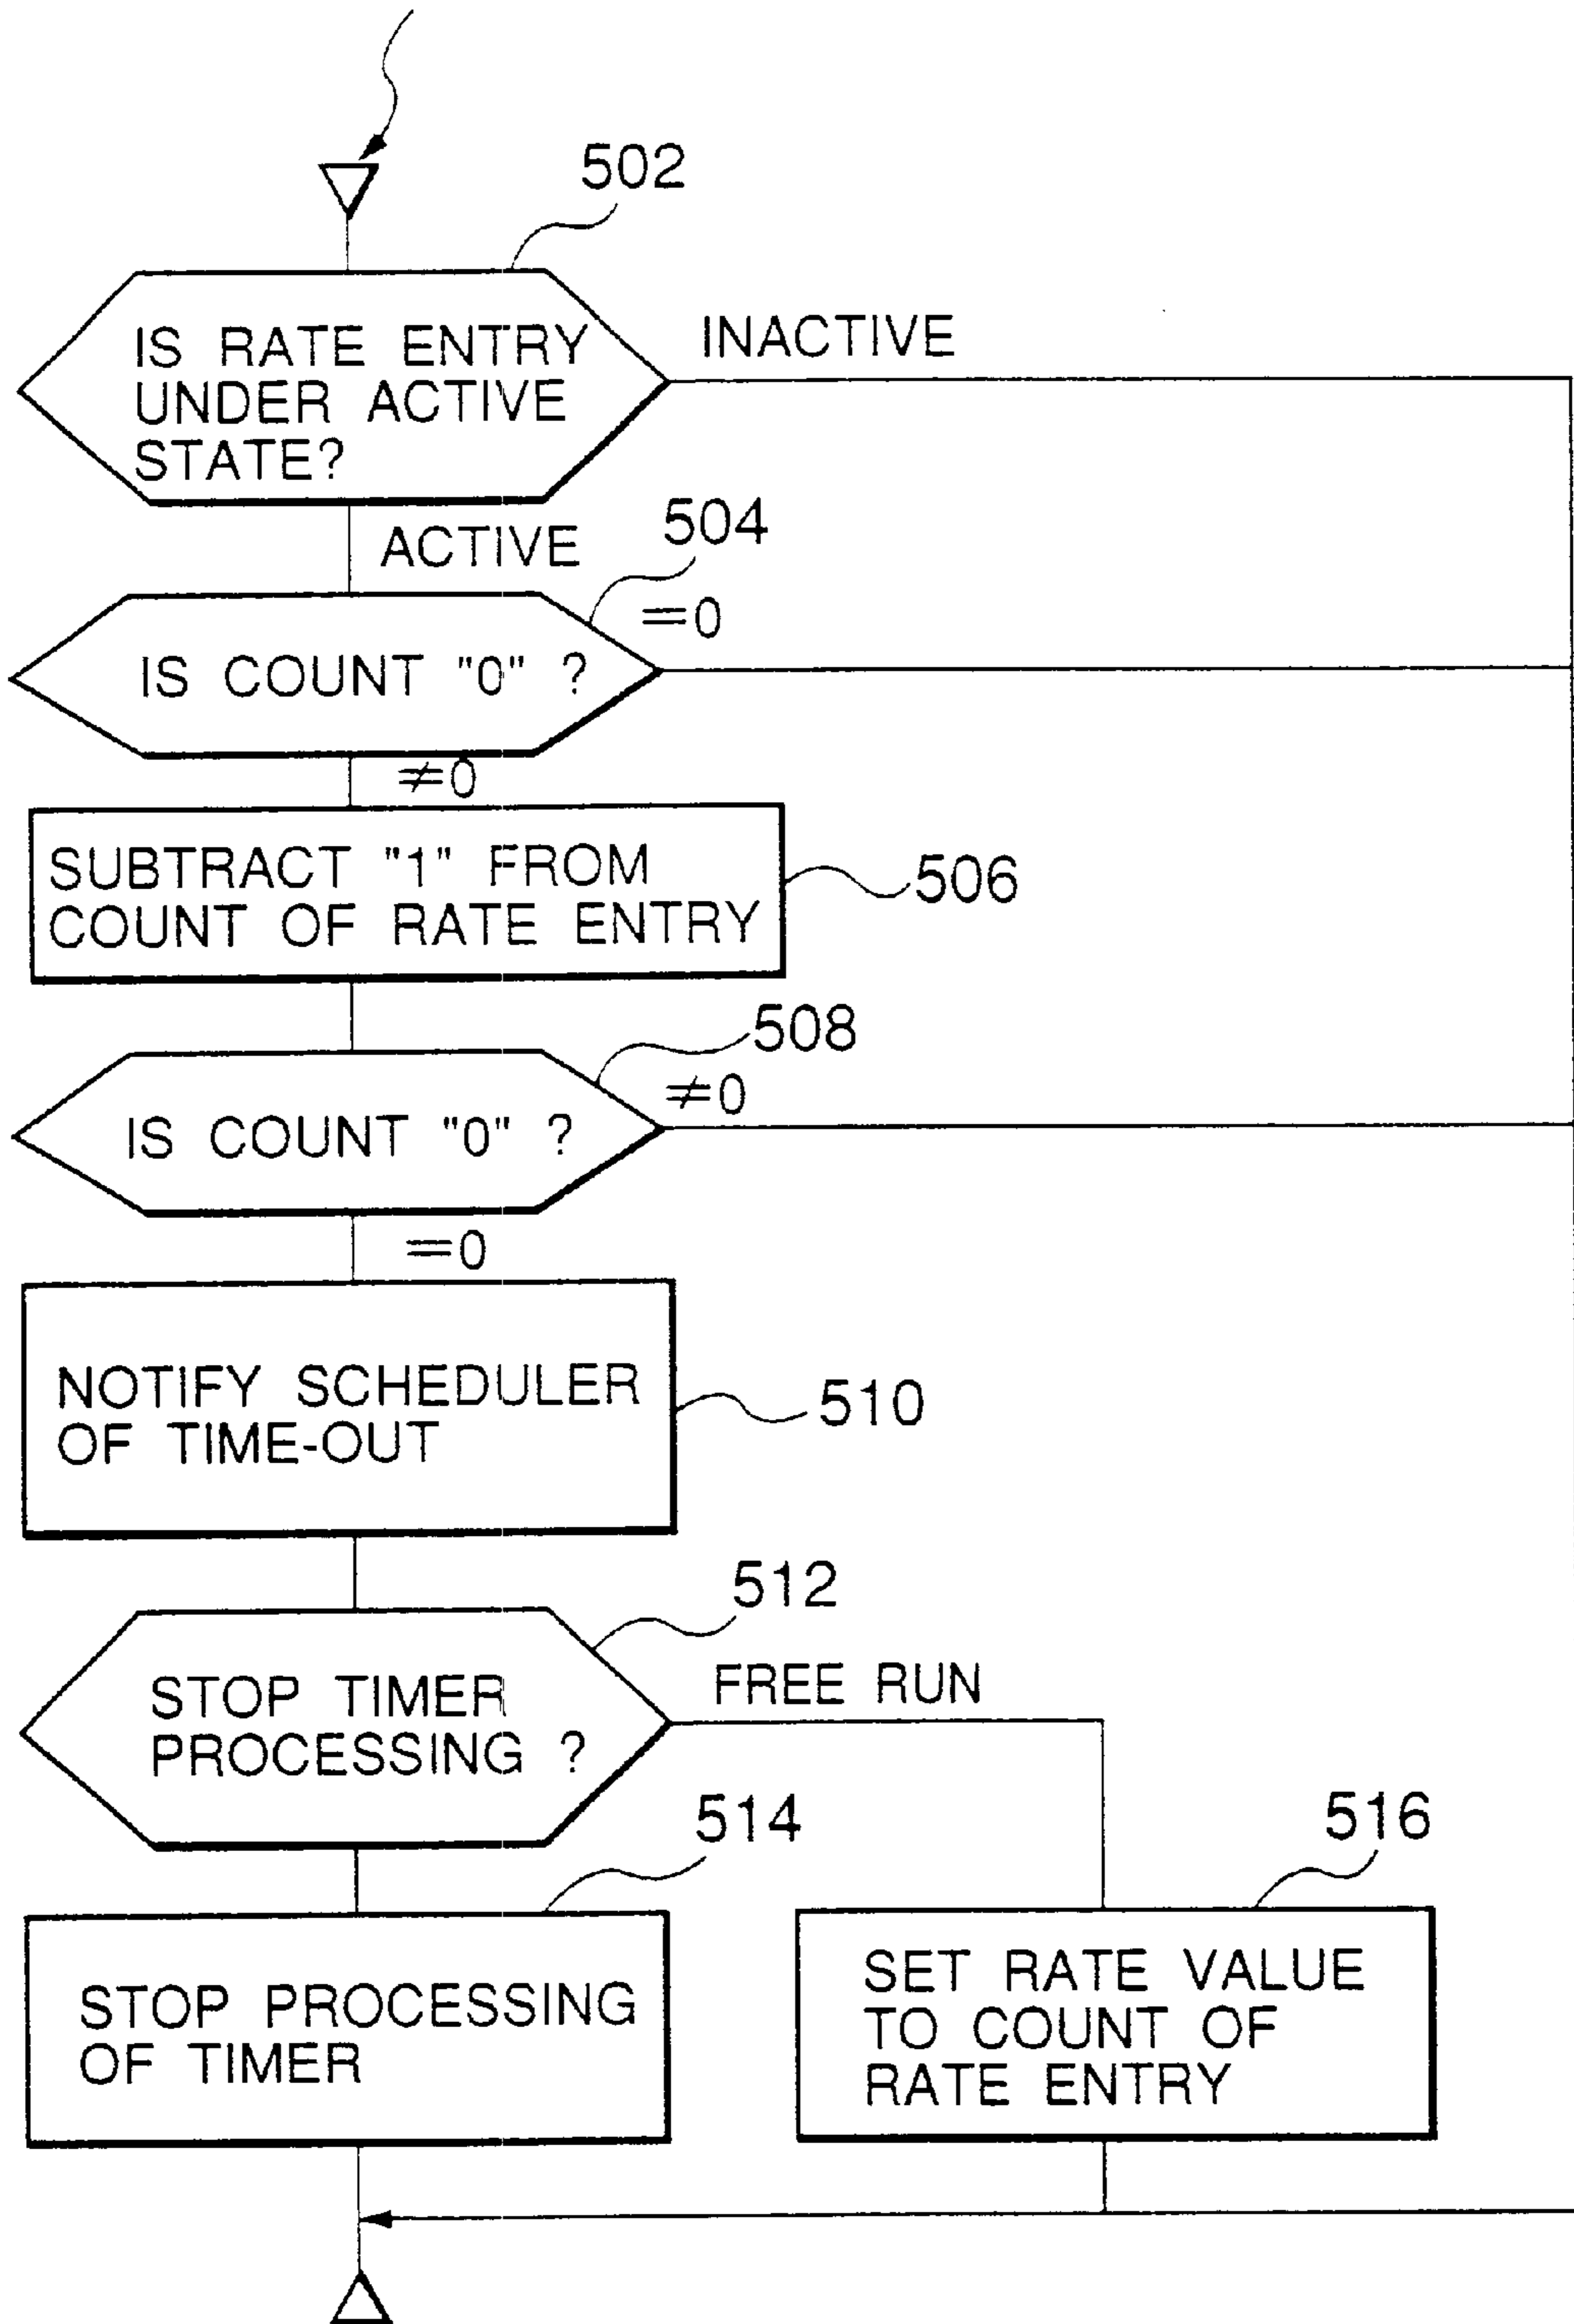 502
IS RATE ENTRY
UNDER ACTIVE
STATE?
INACTIVE
ACTIVE
504
=0
IS COUNT "0" ?
≠0
SUBTRACT "1" FROM
COUNT OF RATE ENTRY
506
508
≠0
IS COUNT "0" ?
=0
NOTIFY SCHEDULER
OF TIME-OUT
510
512
STOP TIMER
PROCESSING ?
FREE RUN
514
516
STOP PROCESSING
OF TIMER
SET RATE VALUE
TO COUNT OF
RATE ENTRY